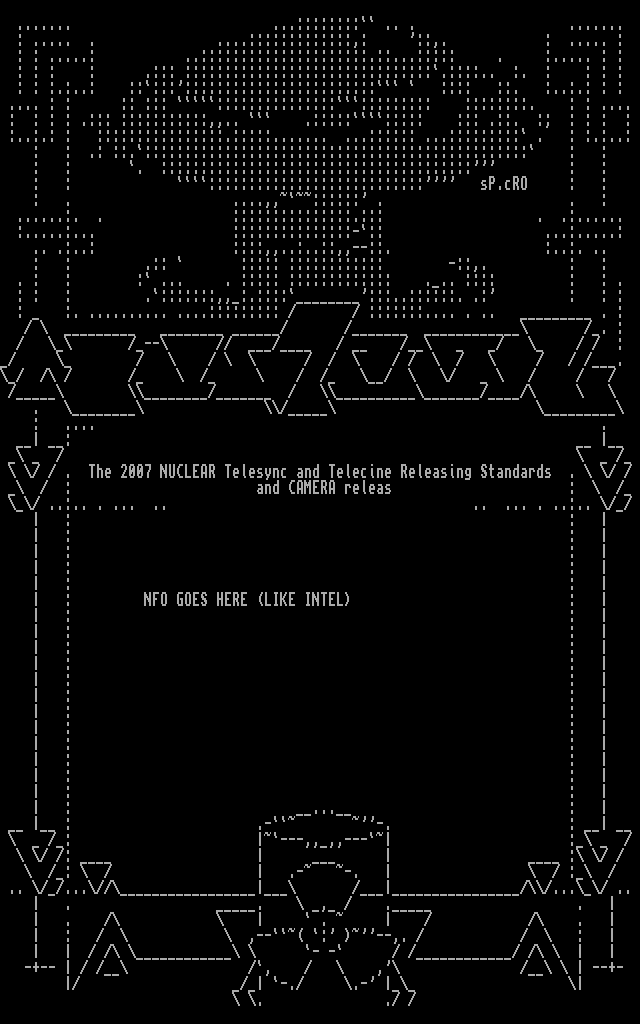 sP.cRO
The 2007 NUCLEAR Telesync and Telecine Releasing Standards
and CAMERA releas
NFO GOES HERE (LIKE INTEL)